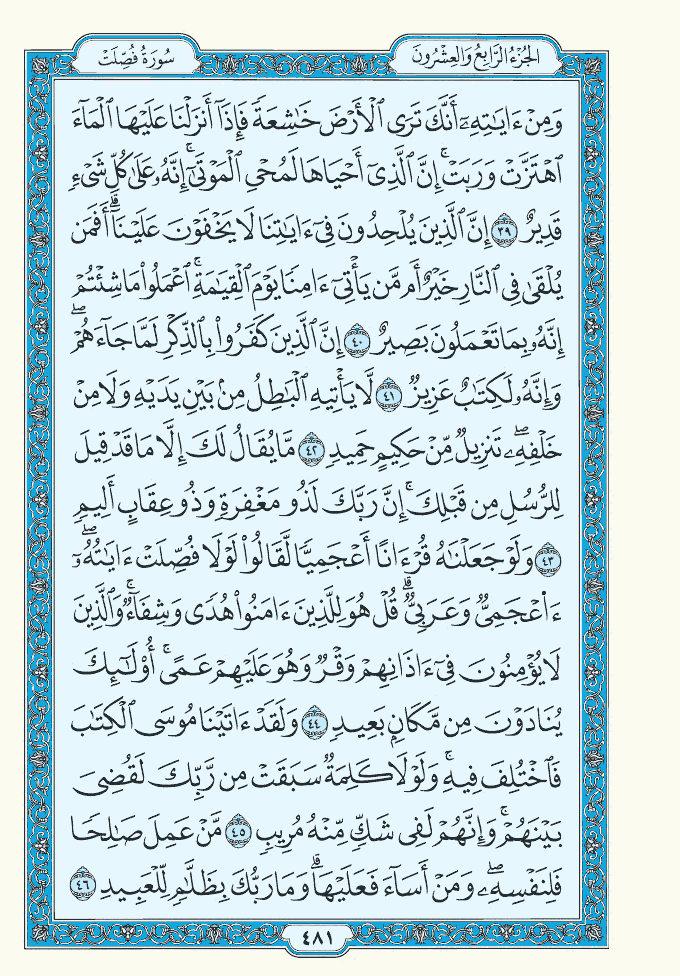 الجُزْءُ الرَّابِعُ وَالعِشْرُونَ
سُورَةُ فُصِّلَتْ
وَمِنْ ءَايَٰتِهِۦٓ أَنَّكَ تَرَى ٱلْأَرْضَ خَٰشِعَةً فَإِذَآ أَنزَلْنَا عَلَيْهَا ٱلْمَآءَ
ٱهْتَزَّتْ وَرَبَتْ ۚ إِنَّ ٱلَّذِىٓ أَحْيَاهَا لَمُحْىِ ٱلْمَوْتَىٰٓ ۚ إِنَّهُۥ عَلَىٰ كُلِّ شَىْءٍ
قَدِيرٌ ٣٩ إِنَّ ٱلَّذِينَ يُلْحِدُونَ فِىٓ ءَايَٰتِنَا لَا يَخْفَوْنَ عَلَيْنَآ ۗ أَفَمَن
يُلْقَىٰ فِى ٱلنَّارِ خَيْرٌ أَم مَّن يَأْتِىٓ ءَامِنًا يَوْمَ ٱلْقِيَٰمَةِ ۚ ٱعْمَلُوا۟ مَا شِئْتُمْ
إِنَّهُۥ بِمَا تَعْمَلُونَ بَصِيرٌ ٤٠ إِنَّ ٱلَّذِينَ كَفَرُوا۟ بِٱلذِّكْرِ لَمَّا جَآءَهُمْ ۖ
وَإِنَّهُۥ لَكِتَٰبٌ عَزِيزٌ ٤١ لَّا يَأْتِيهِ ٱلْبَٰطِلُ مِنۢ بَيْنِ يَدَيْهِ وَلَا مِنْ
خَلْفِهِۦ ۖ تَنزِيلٌ مِّنْ حَكِيمٍ حَمِيدٍ ٤٢ مَّا يُقَالُ لَكَ إِلَّا مَا قَدْ قِيلَ
لِلرُّسُلِ مِن قَبْلِكَ ۚ إِنَّ رَبَّكَ لَذُو مَغْفِرَةٍ وَذُو عِقَابٍ أَلِيمٍ
٤٣ وَلَوْ جَعَلْنَٰهُ قُرْءَانًا أَعْجَمِيًّا لَّقَالُوا۟ لَوْلَا فُصِّلَتْ ءَايَٰتُهُۥٓ ۖ
ءَا۬عْجَمِىٌّ وَعَرَبِىٌّ ۗ قُلْ هُوَ لِلَّذِينَ ءَامَنُوا۟ هُدًى وَشِفَآءٌ ۖ وَٱلَّذِينَ
لَا يُؤْمِنُونَ فِىٓ ءَاذَانِهِمْ وَقْرٌ وَهُوَ عَلَيْهِمْ عَمًى ۚ أُو۟لَٰٓئِكَ
يُنَادَوْنَ مِن مَّكَانٍۭ بَعِيدٍ ٤٤ وَلَقَدْ ءَاتَيْنَا مُوسَى ٱلْكِتَٰبَ
فَٱخْتُلِفَ فِيهِ ۚ وَلَوْلَا كَلِمَةٌ سَبَقَتْ مِن رَّبِّكَ لَقُضِىَ
بَيْنَهُمْ ۚ وَإِنَّهُمْ لَفِى شَكٍّ مِّنْهُ مُرِيبٍ ٤٥ مَّنْ عَمِلَ صَٰلِحًا
فَلِنَفْسِهِۦ ۖ وَمَنْ أَسَآءَ فَعَلَيْهَا ۗ وَمَا رَبُّكَ بِظَلَّٰمٍ لِّلْعَبِيدِ ٤٦
٤٨١